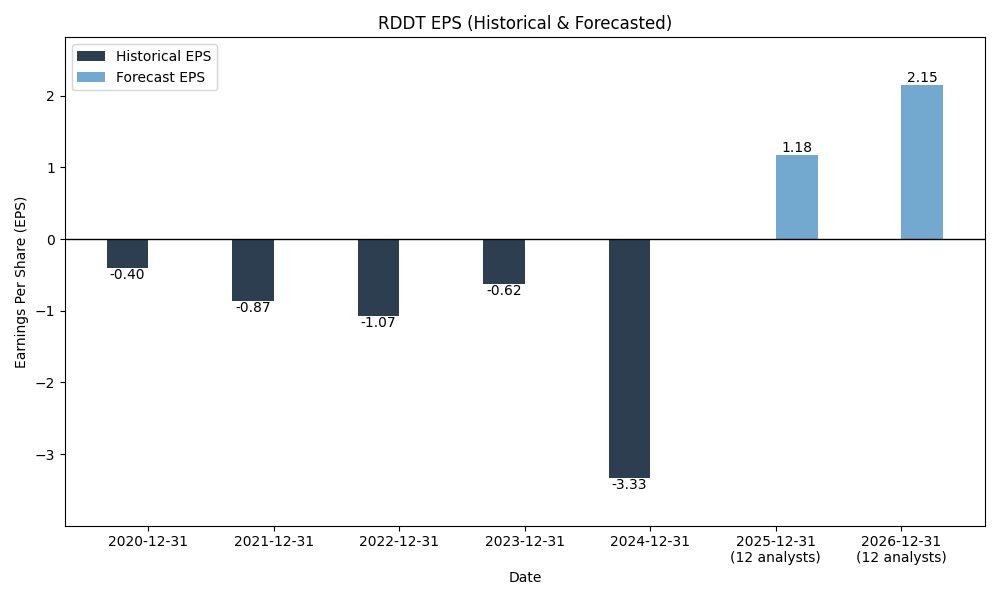 RDDT EPS (Historical & Forecasted)
Historical EPS
Forecast EPS
Earnings Per Share (EPS)
2
1
0
−1
−2
−3
-0.40
-0.87
-1.07
-0.62
-3.33
1.18
2.15
2020-12-31
2021-12-31
2022-12-31
2023-12-31
2024-12-31
2025-12-31
(12 analysts)
2026-12-31
(12 analysts)
Date